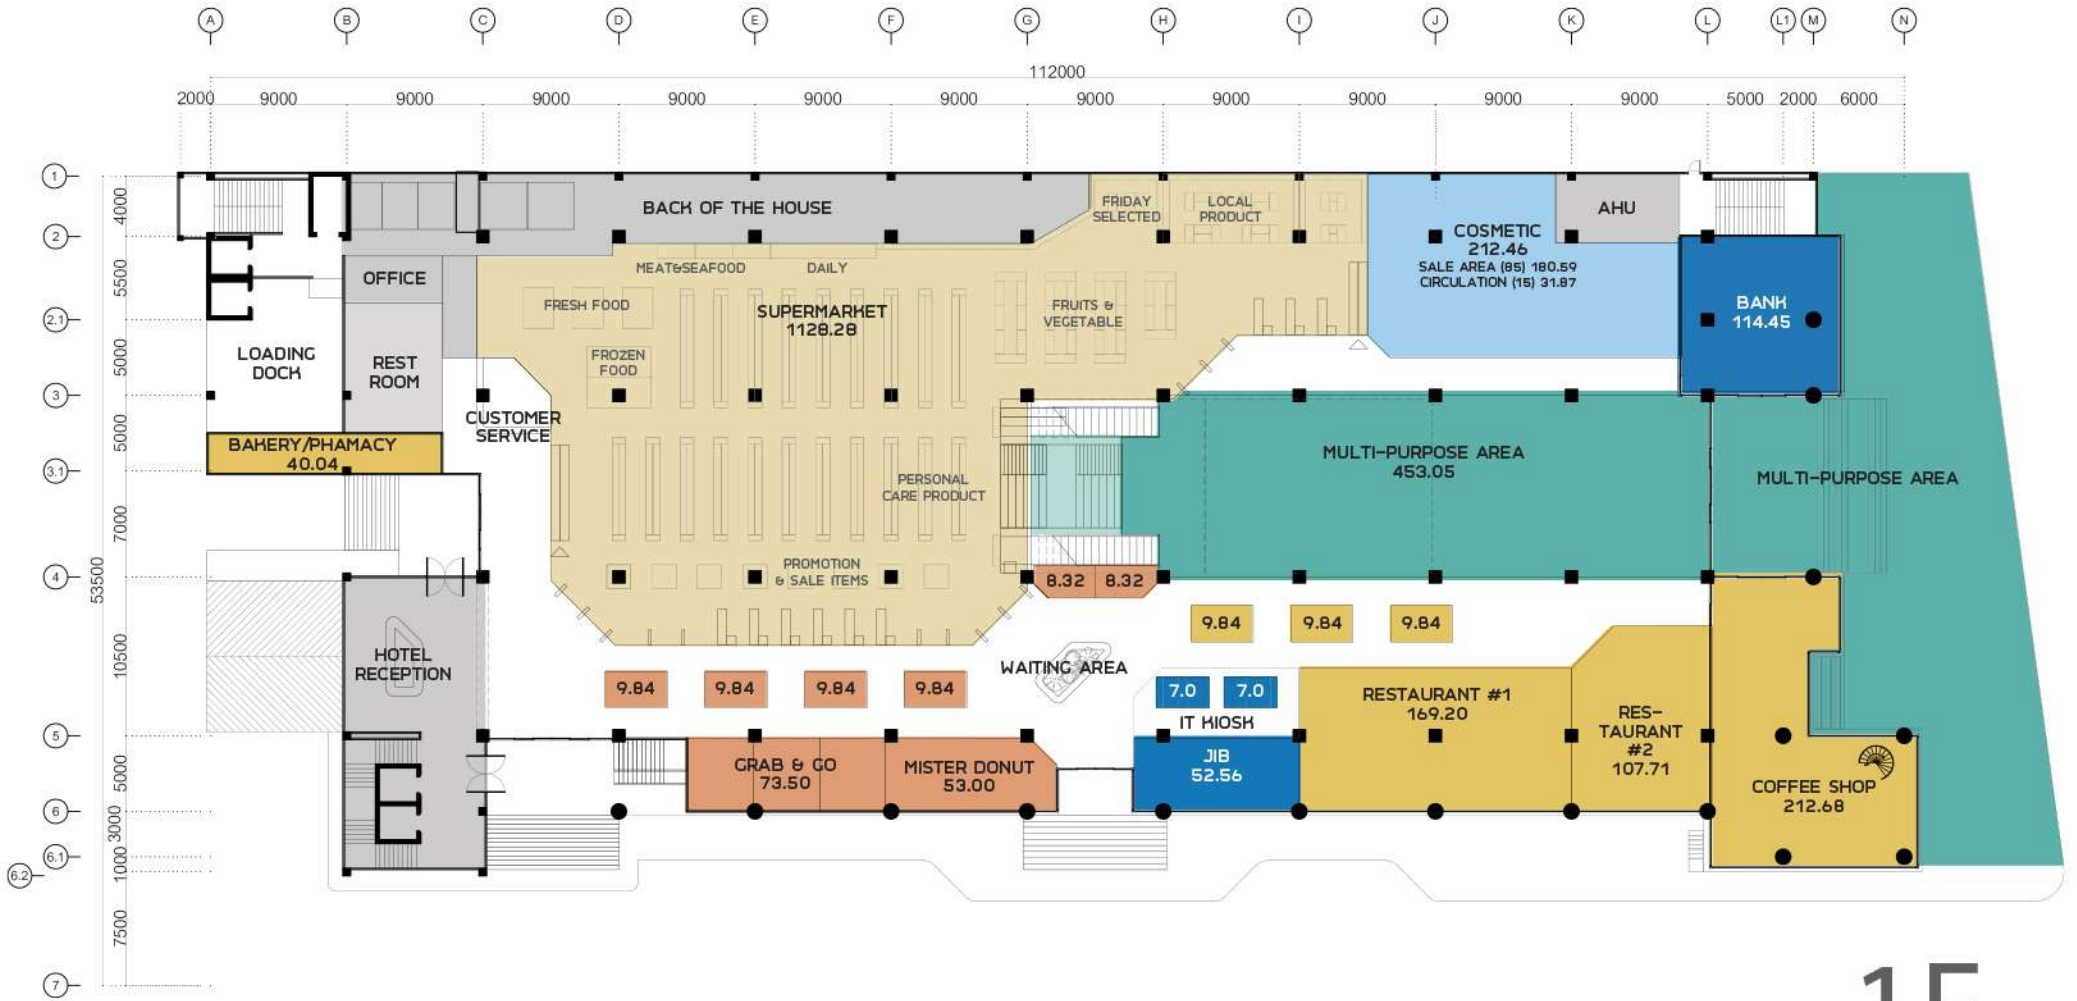 A B C D E F G H I J K L L1 M N
112000
2000 9000 9000 9000 9000 9000 9000 9000 9000 9000 9000 9000 5000 2000 6000
1
2
2.1
3
3.1
4
5
6
6.1
6.2
7
4000
5500
5000
5000
7000
10500
5000
3000
1000
7500
53500
BACK OF THE HOUSE
FRIDAY
SELECTED
LOCAL
PRODUCT
AHU
COSMETIC
212.46
SALE AREA (85) 180.59
CIRCULATION (15) 31.87
OFFICE
MEAT&SEAFOOD
DAILY
FRESH FOOD
SUPERMARKET
1128.28
FRUITS &
VEGETABLE
BANK
114.45
LOADING
DOCK
REST
ROOM
FROZEN
FOOD
CUSTOMER
SERVICE
BAKERY/PHAMACY
40.04
PERSONAL
CARE PRODUCT
MULTI-PURPOSE AREA
453.05
MULTI-PURPOSE AREA
PROMOTION
& SALE ITEMS
8.32 8.32
9.84 9.84 9.84
HOTEL
RECEPTION
WAITING AREA
9.84 9.84 9.84 9.84
7.0 7.0
IT KIOSK
RESTAURANT #1
169.20
RES-
TAURANT
#2
107.71
GRAB & GO
73.50
MISTER DONUT
53.00
JIB
52.56
COFFEE SHOP
212.68
1F